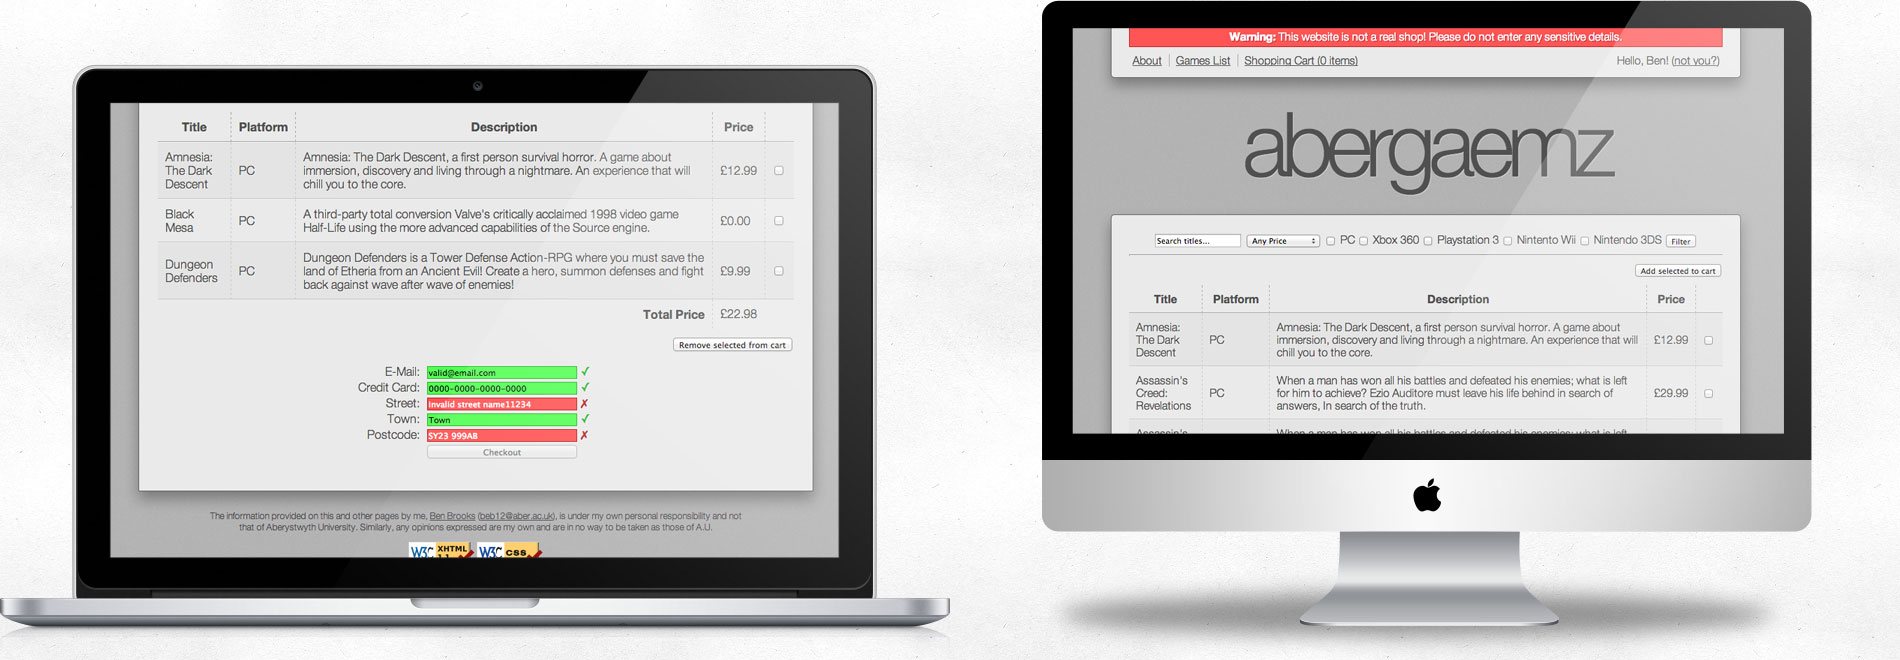 Title Platform Description Price
Amnesia:
The Dark
Descent
PC
Amnesia: The Dark Descent, a first person survival horror. A game about
immersion, discovery and living through a nightmare. An experience that will
chill you to the core.
£12.99
Black
Mesa
PC
A third-party total conversion Valve's critically acclaimed 1998 video game
Half-Life using the more advanced capabilities of the Source engine.
£0.00
Dungeon
Defenders
PC
Dungeon Defenders is a Tower Defense Action-RPG where you must save the
land of Etheria from an Ancient Evil! Create a hero, summon defenses and fight
back against wave after wave of enemies!
£9.99
Total Price £22.98
Remove selected from cart
E-Mail: valid@email.com ✓
Credit Card: 0000-0000-0000-0000 ✓
Street: Invalid street name11234 ✗
Town: Town ✓
Postcode: SY23 999AB ✗
Checkout
The information provided on this and other pages by me, Ben Brooks (beb12@aber.ac.uk), is under my own personal responsibility and not
that of Aberystwyth University. Similarly, any opinions expressed are my own and are in no way to be taken as those of A.U.
W3C XHTML 1.1 W3C css
Warning: This website is not a real shop! Please do not enter any sensitive details.
About Games List Shopping Cart (0 items) Hello, Ben! (not you?)
abergaemz
Search titles... Any Price PC Xbox 360 Playstation 3 Nintento Wii Nintendo 3DS Filter
Add selected to cart
Title Platform Description Price
Amnesia:
The Dark
Descent
PC
Amnesia: The Dark Descent, a first person survival horror. A game about
immersion, discovery and living through a nightmare. An experience that will
chill you to the core.
£12.99
Assassin's
Creed:
Revelations
PC
When a man has won all his battles and defeated his enemies; what is left
for him to achieve? Ezio Auditore must leave his life behind in search of
answers, In search of the truth.
£29.99
Assassin's
When a man has won all his battles and defeated his enemies; what is left